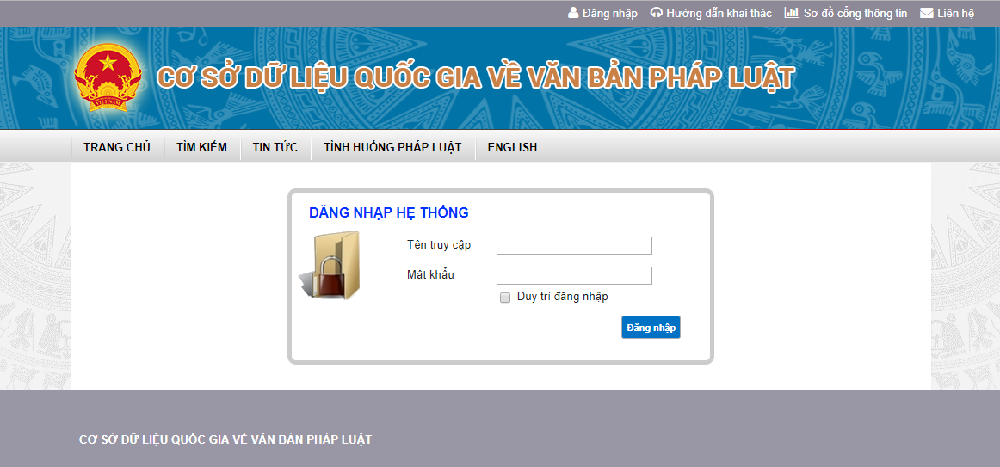 Đăng nhập Hướng dẫn khai thác Sơ đồ cổng thông tin Liên hệ
VIỆT NAM
CƠ SỞ DỮ LIỆU QUỐC GIA VỀ VĂN BẢN PHÁP LUẬT
TRANG CHỦ TÌM KIẾM TIN TỨC TÌNH HUỐNG PHÁP LUẬT ENGLISH
ĐĂNG NHẬP HỆ THỐNG
Tên truy cập
Mật khẩu
Duy trì đăng nhập
Đăng nhập
CƠ SỞ DỮ LIỆU QUỐC GIA VỀ VĂN BẢN PHÁP LUẬT